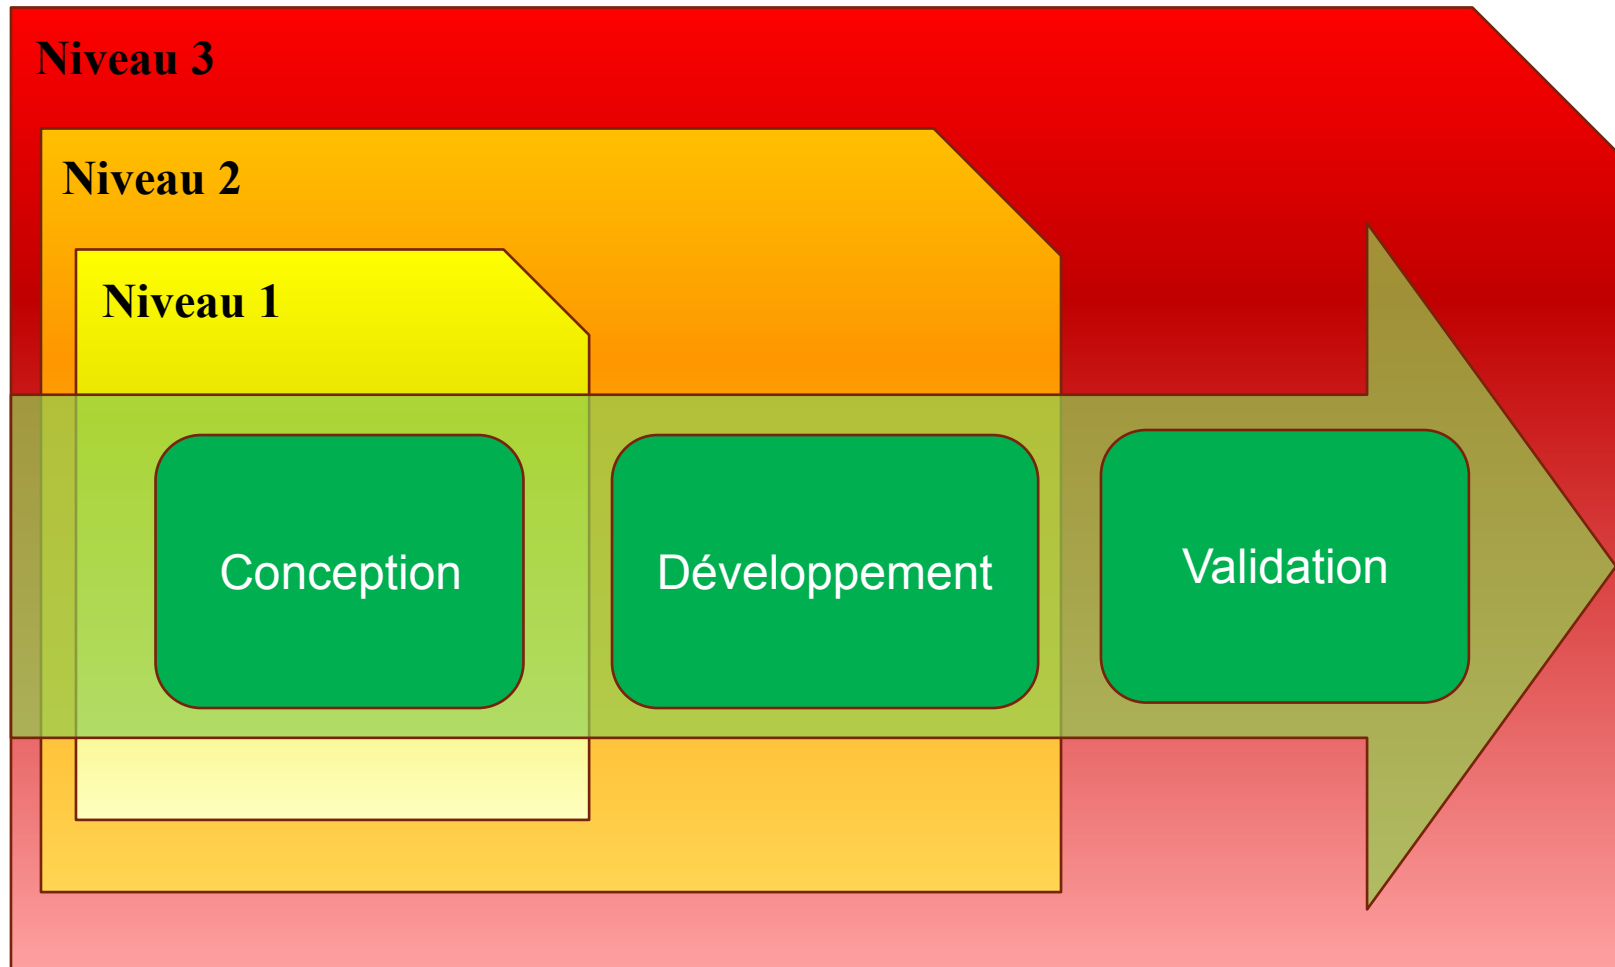 Niveau 3
Niveau 2
Niveau 1
Conception
Développement
Validation